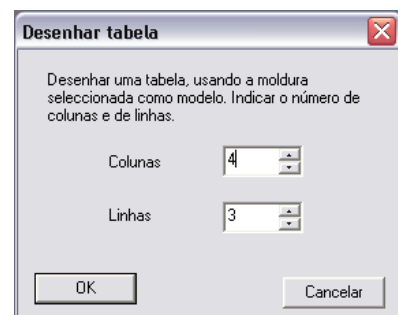 Desenhar tabela
Desenhar uma tabela, usando a moldura
seleccionada como modelo. Indicar o número de
colunas e de linhas.
Colunas 4
Linhas 3
OK Cancelar